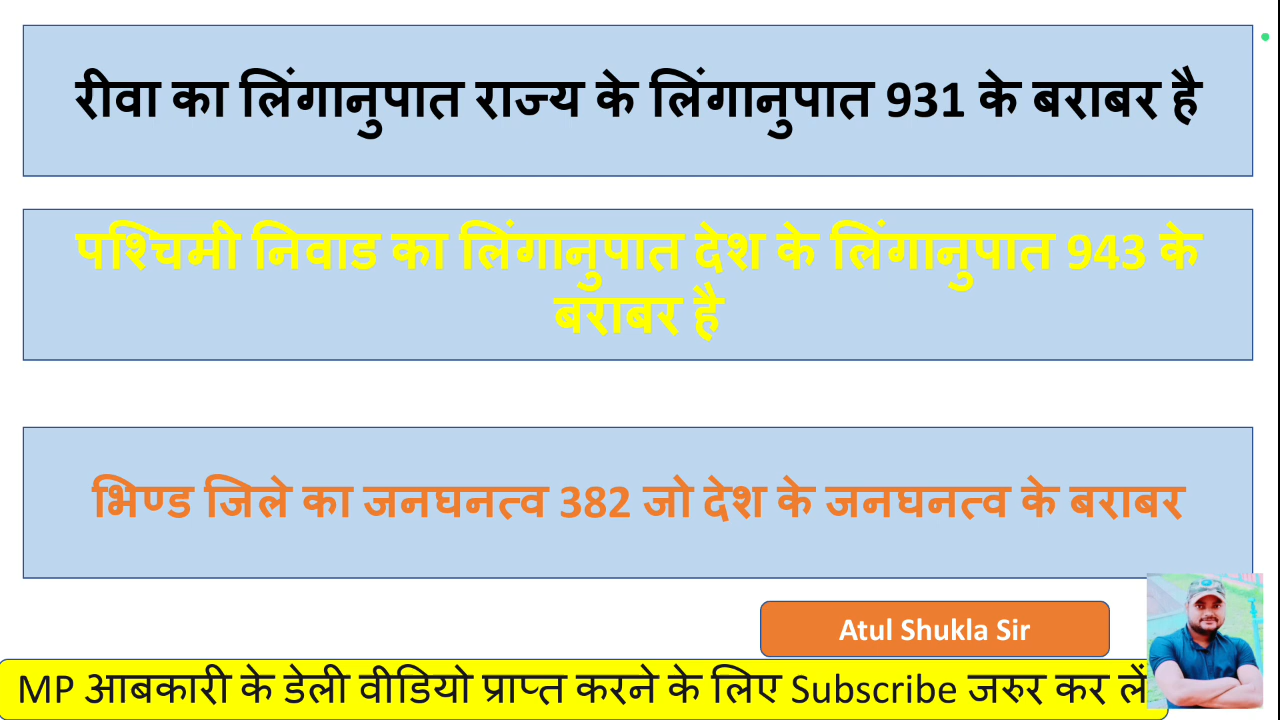 रीवा का लिंगानुपात राज्य के लिंगानुपात 931 के बराबर है
पश्चिमी निवाड का लिंगानुपात देश के लिंगानुपात 943 के
बराबर है
भिण्ड जिले का जनघनत्व 382 जो देश के जनघनत्व के बराबर
Atul Shukla Sir
MP आबकारी के डेली वीडियो प्राप्त करने के लिए Subscribe जरुर कर लें